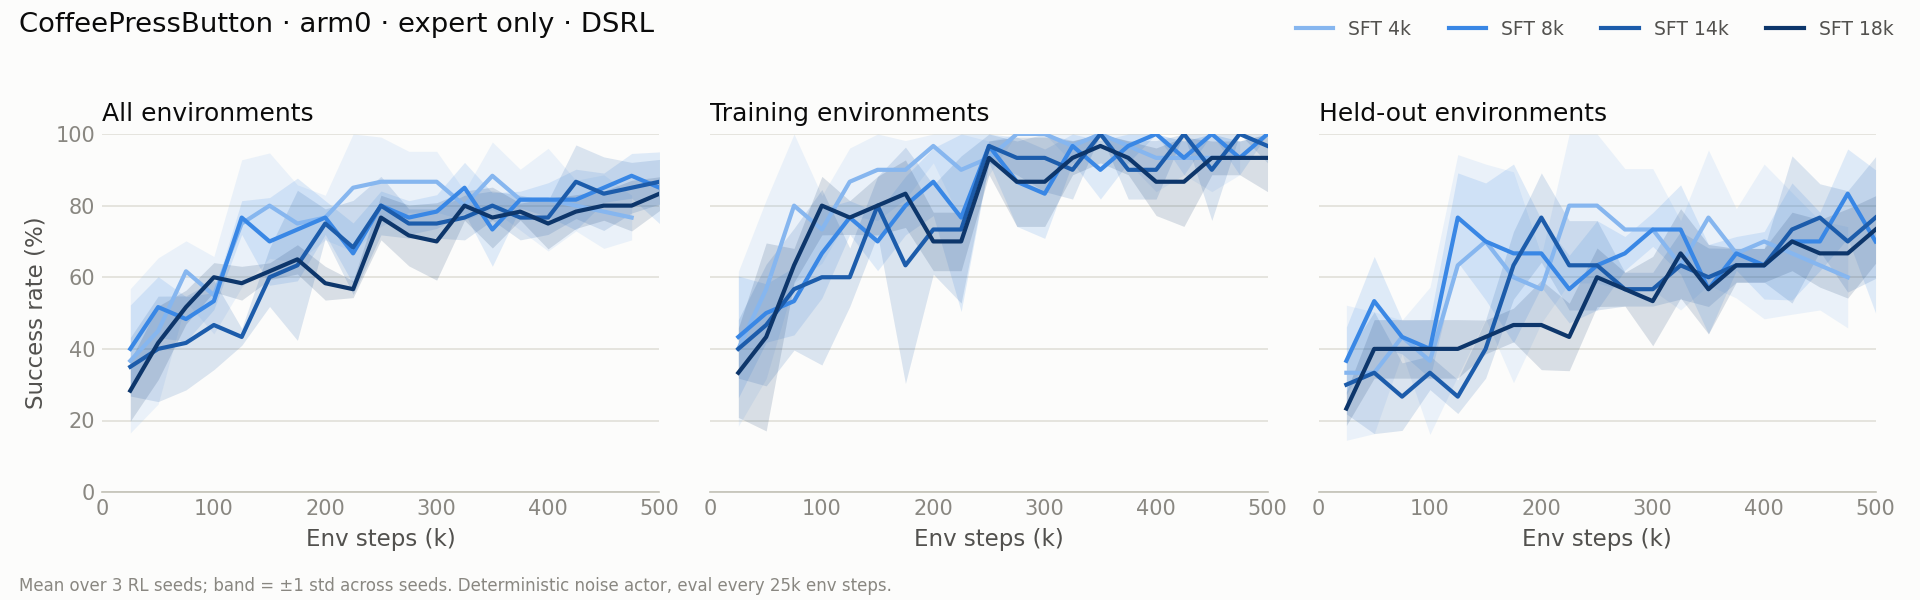 CoffeePressButton · arm0 · expert only · DSRL
SFT 4k
SFT 8k
SFT 14k
SFT 18k
All environments
Training environments
Held-out environments
Success rate (%)
100
80
60
40
20
0
0 100 200 300 400 500
0 100 200 300 400 500
0 100 200 300 400 500
Env steps (k)
Env steps (k)
Env steps (k)
Mean over 3 RL seeds; band = ±1 std across seeds. Deterministic noise actor, eval every 25k env steps.